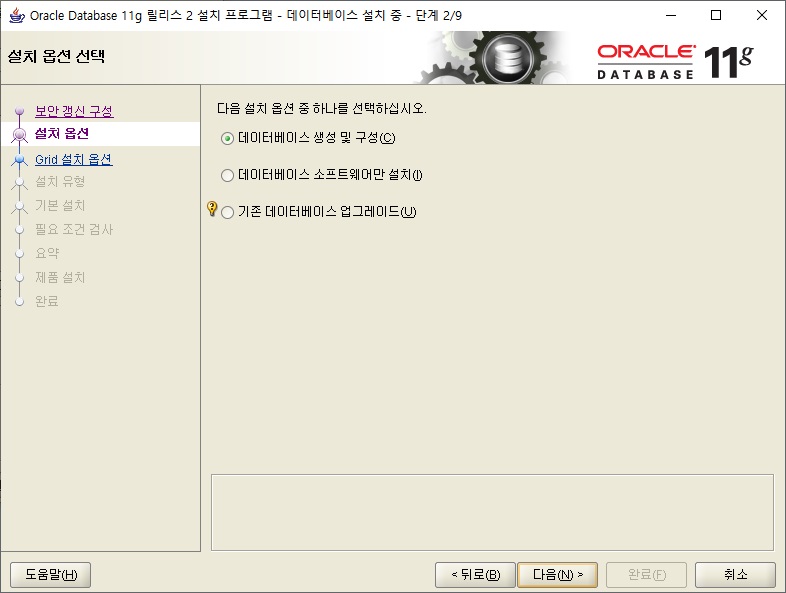 Oracle Database 11g 릴리스 2 설치 프로그램 - 데이터베이스 설치 중 - 단계 2/9
설치 옵션 선택
ORACLE
DATABASE
11g
보안 갱신 구성
설치 옵션
Grid 설치 옵션
설치 유형
기본 설치
필요 조건 검사
요약
제품 설치
완료
다음 설치 옵션 중 하나를 선택하십시오.
데이터베이스 생성 및 구성(C)
데이터베이스 소프트웨어만 설치(I)
기존 데이터베이스 업그레이드(U)
도움말(H)
< 뒤로(B)
다음(N) >
완료(F)
취소